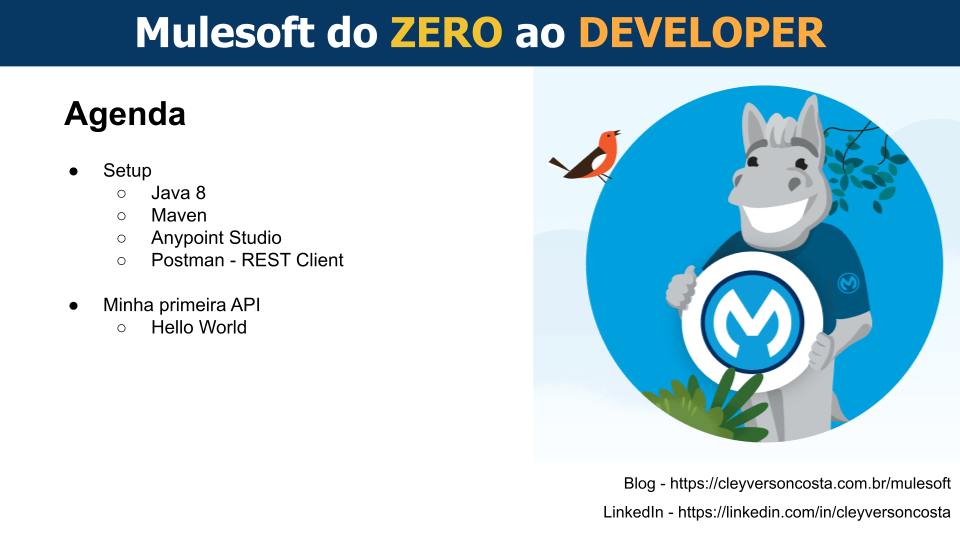 Mulesoft do ZERO ao DEVELOPER
Agenda
● Setup
○ Java 8
○ Maven
○ Anypoint Studio
○ Postman - REST Client
● Minha primeira API
○ Hello World
Blog - https://cleyversoncosta.com.br/mulesoft
LinkedIn - https://linkedin.com/in/cleyversoncosta